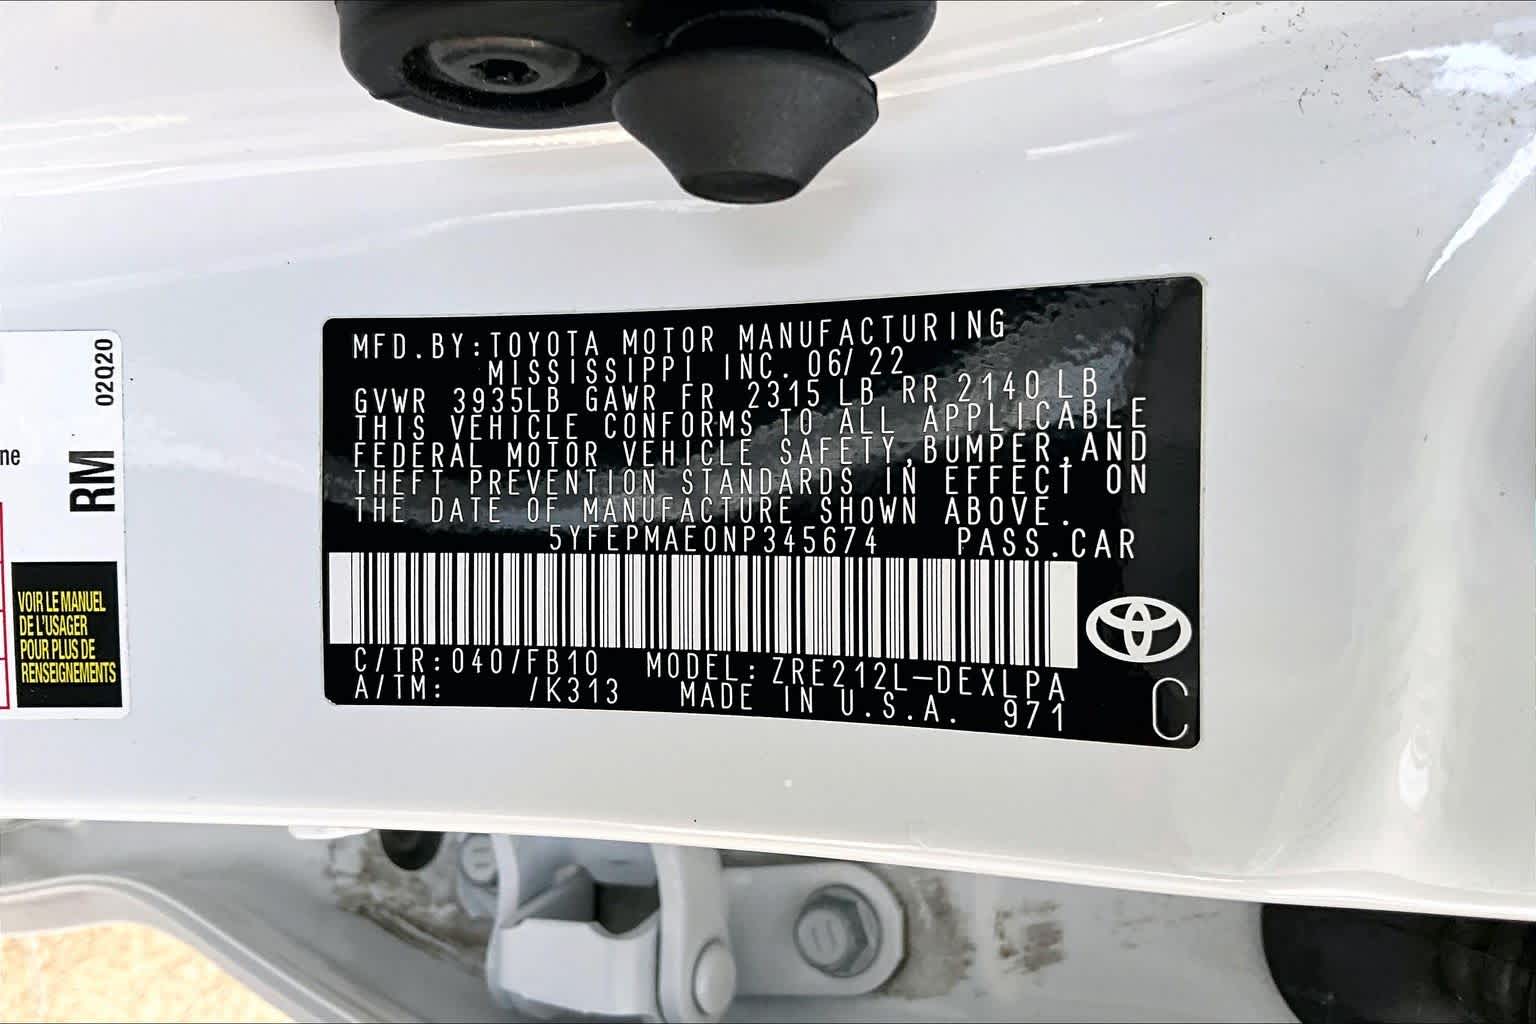 MFD.BY:TOYOTA MOTOR MANUFACTURING
MISSISSIPPI INC. 06/22
GVWR 3935LB GAWR FR 2315 LB RR 2140 LB
THIS VEHICLE CONFORMS TO ALL APPLICABLE
FEDERAL MOTOR VEHICLE SAFETY,BUMPER,AND
THEFT PREVENTION STANDARDS IN EFFECT ON
THE DATE OF MANUFACTURE SHOWN ABOVE.
5YFEPMAE0NP345674 PASS.CAR
C/TR:040/FB10 MODEL:ZRE212L-DEXLPA
A/TM: /K313 MADE IN U.S.A. 971
C
02Q20
RM
ne
VOIR LE MANUEL
DE L'USAGER
POUR PLUS DE
RENSEIGNEMENTS